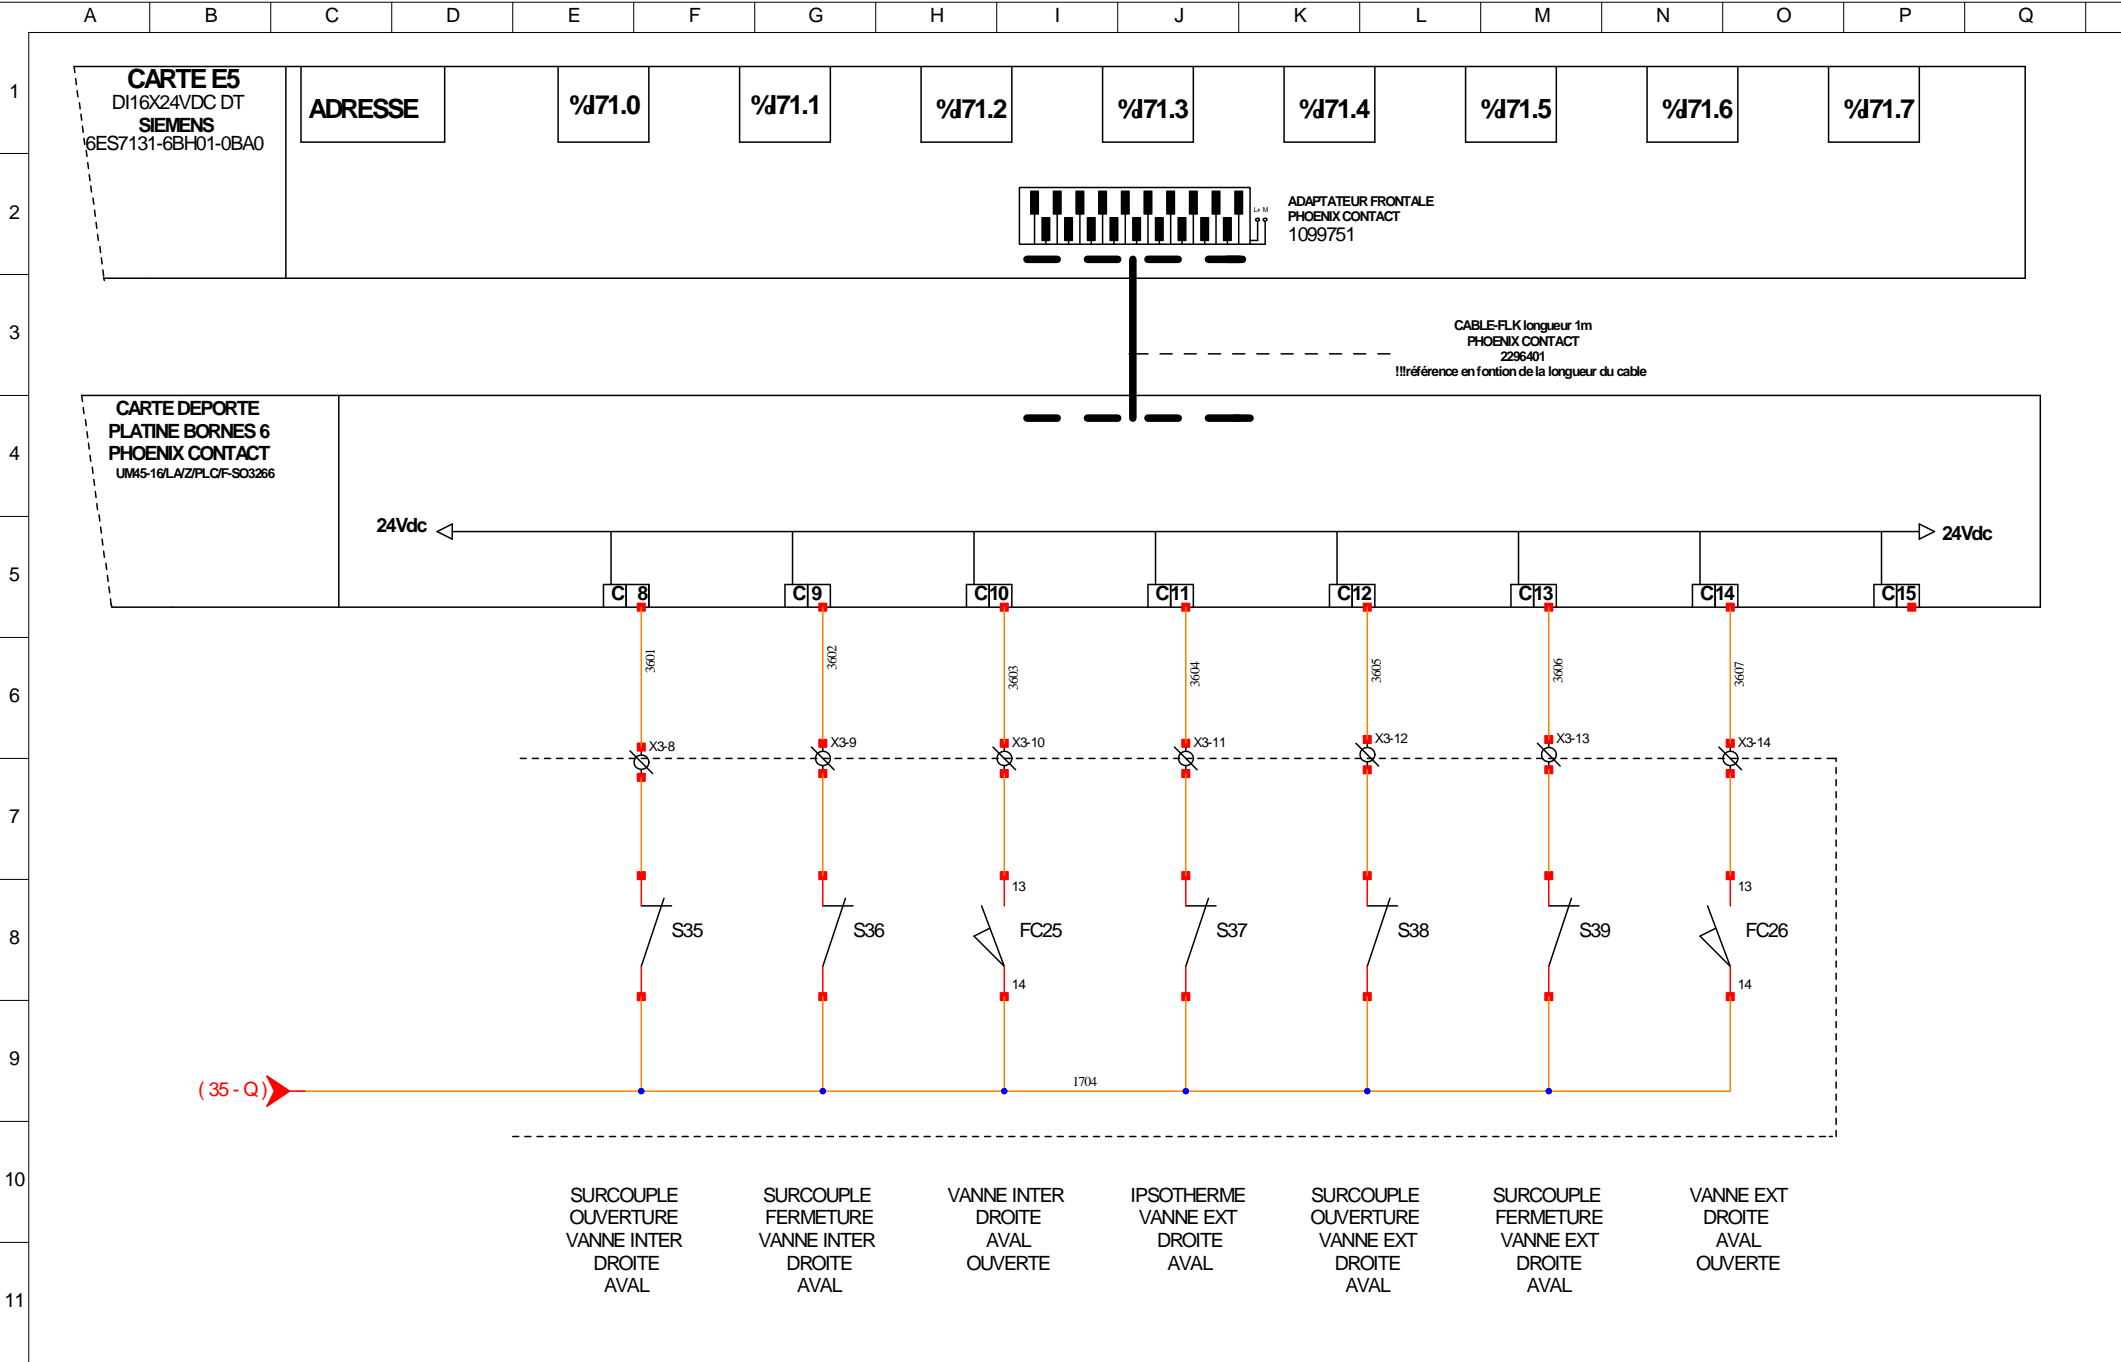 A B C D E F G H I J K L M N O P Q
1
2
3
4
5
6
7
8
9
10
11
CARTE E5
DI16X24VDC DT
SIEMENS
6ES7131-6BH01-0BA0
ADRESSE
%I71.0
%I71.1
%I71.2
%I71.3
%I71.4
%I71.5
%I71.6
%I71.7
L+ M
ADAPTATEUR FRONTALE
PHOENIX CONTACT
1099751
CABLE-FLK longueur 1m
PHOENIX CONTACT
2296401
!!!référence en fontion de la longueur du cable
CARTE DEPORTE
PLATINE BORNES 6
PHOENIX CONTACT
UM45-16/LA/Z/PLC/F-SO3266
24Vdc
24Vdc
C 8
C 9
C 10
C 11
C 12
C 13
C 14
C 15
3601
3602
3603
3604
3605
3606
3607
X3-8
X3-9
X3-10
X3-11
X3-12
X3-13
X3-14
13
13
S35
S36
FC25
S37
S38
S39
FC26
14
14
( 35 - Q )
1704
SURCOUPLE
OUVERTURE
VANNE INTER
DROITE
AVAL
SURCOUPLE
FERMETURE
VANNE INTER
DROITE
AVAL
VANNE INTER
DROITE
AVAL
OUVERTE
IPSOTHERME
VANNE EXT
DROITE
AVAL
SURCOUPLE
OUVERTURE
VANNE EXT
DROITE
AVAL
SURCOUPLE
FERMETURE
VANNE EXT
DROITE
AVAL
VANNE EXT
DROITE
AVAL
OUVERTE